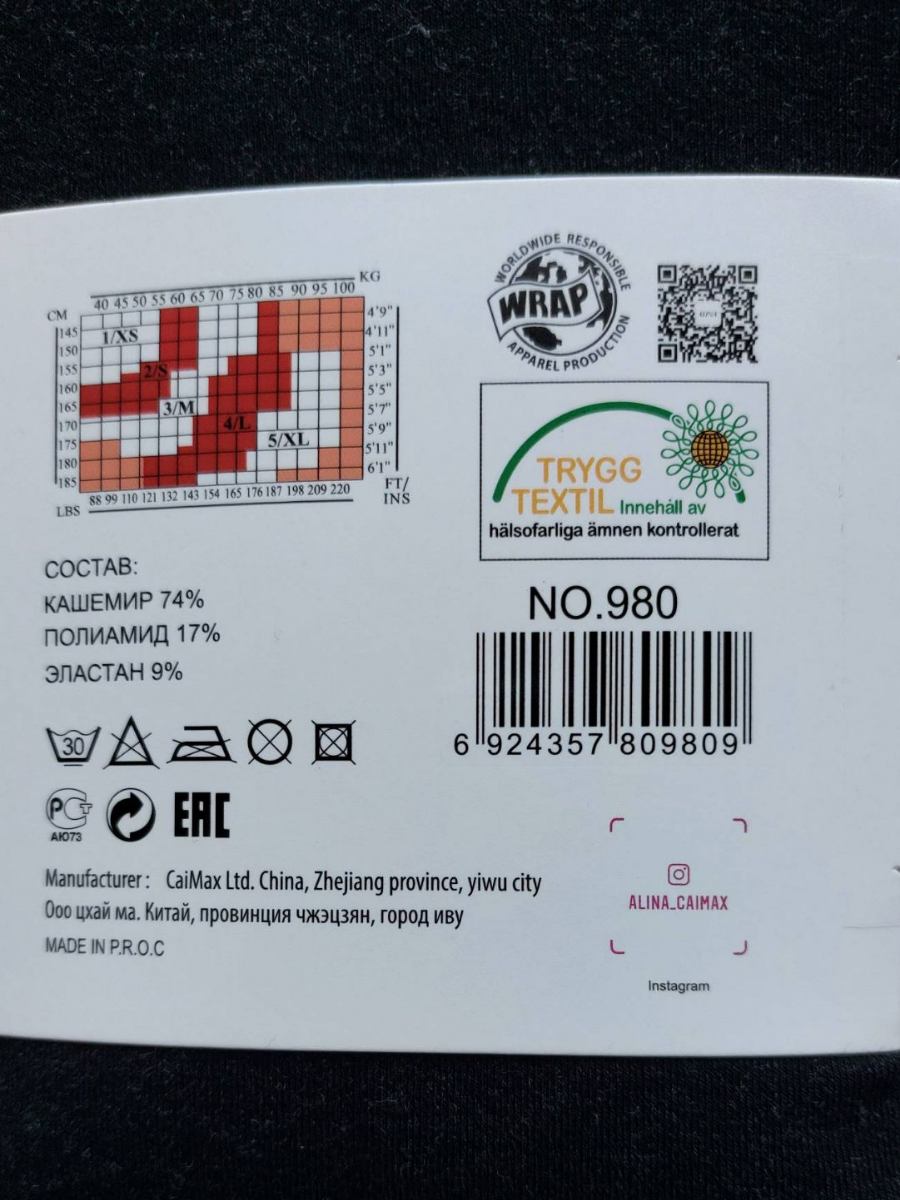 KG
40 45 50 55 60 65 70 75 80 85 90 95 100
CM
145
150
155
160
165
170
175
180
185
1/XS
2/S
3/M
4/L
5/XL
4'9"
4'11"
5'1"
5'3"
5'5"
5'7"
5'9"
5'11"
6'1"
FT/
INS
LBS
88 99 110 121 132 143 154 165 176 187 198 209 220
WORLDWIDE RESPONSIBLE
WRAP
APPAREL PRODUCTION
TRYGG
TEXTIL Innehåll av
hälsofarliga ämnen kontrollerat
СОСТАВ:
КАШЕМИР 74%
ПОЛИАМИД 17%
ЭЛАСТАН 9%
NO.980
6 924357 809809
30
РСТ
АЮ73
EAC
Manufacturer : CaiMax Ltd. China, Zhejiang province, yiwu city
Ооо цхай ма. Китай, провинция чжэцзян, город иву
MADE IN P.R.O.C
ALINA_CAIMAX
Instagram